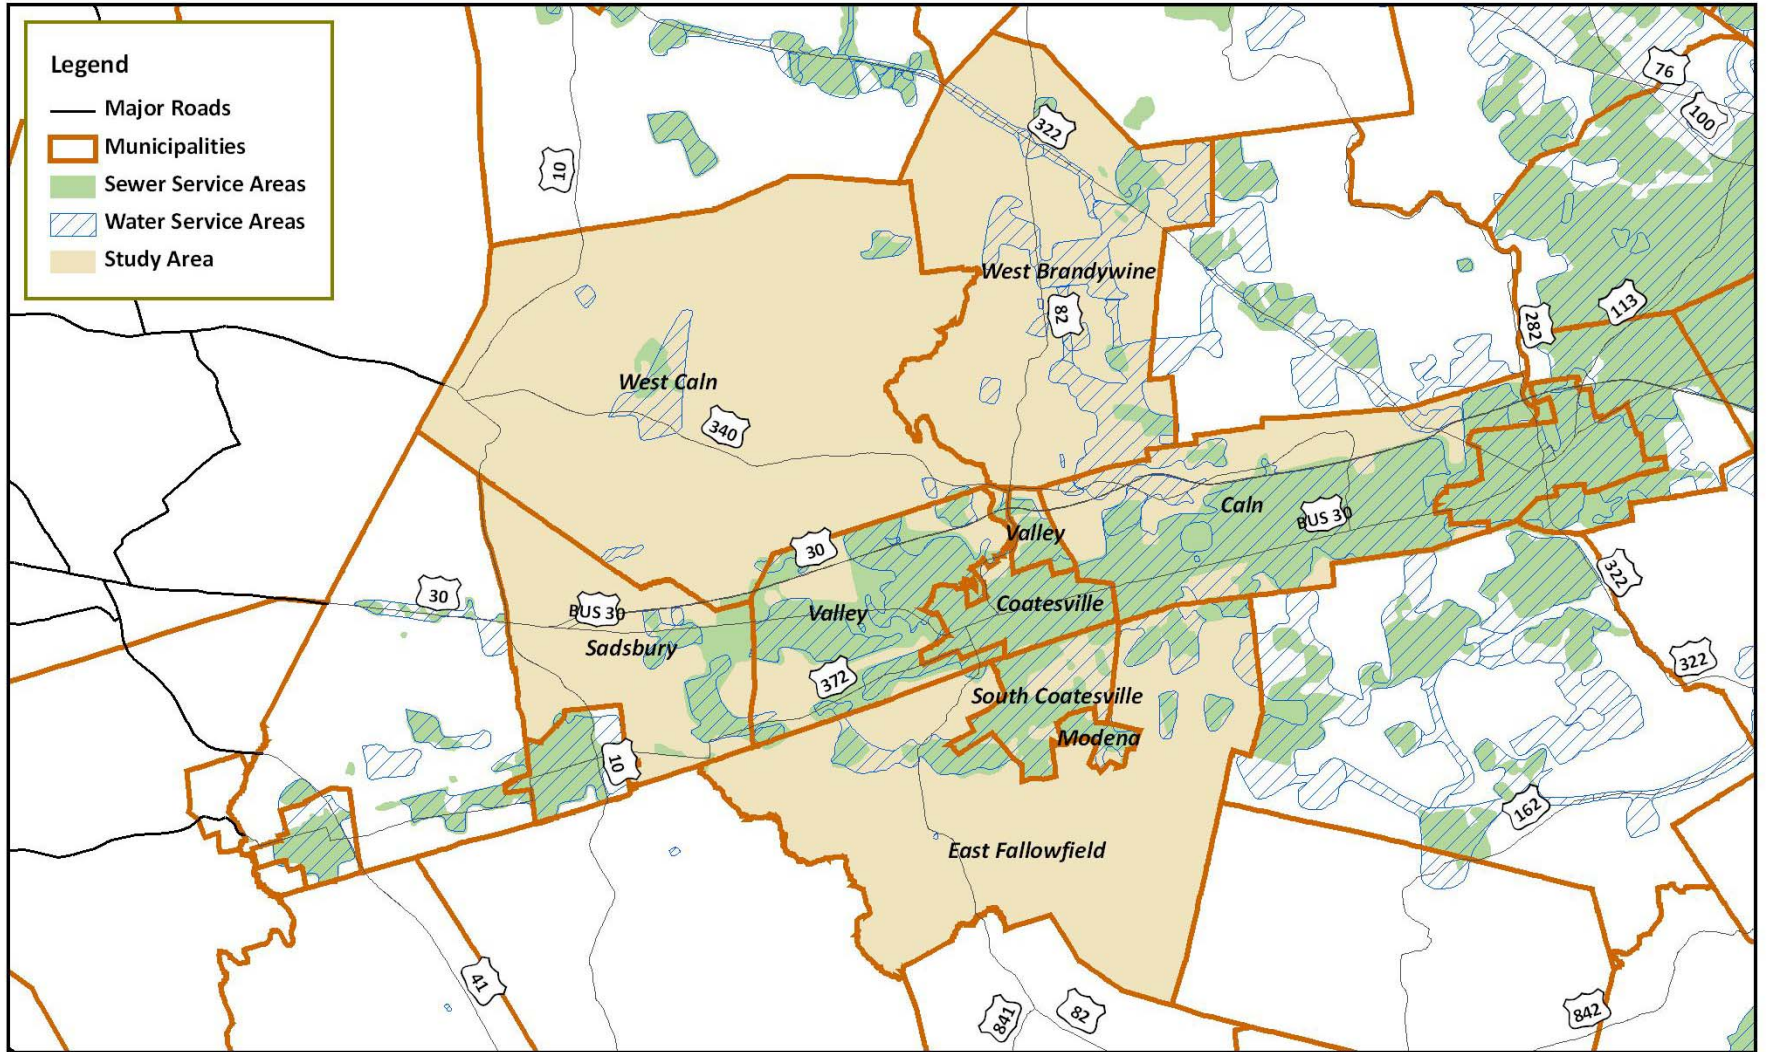 Legend
Major Roads
Municipalities
Sewer Service Areas
Water Service Areas
Study Area
76
100
10
322
West Brandywine
82
282
113
West Caln
340
Caln
BUS 30
Valley
30
322
30
BUS 30
Valley
Coatesville
Sadsbury
372
322
South Coatesville
Modena
10
162
East Fallowfield
41
841
82
842